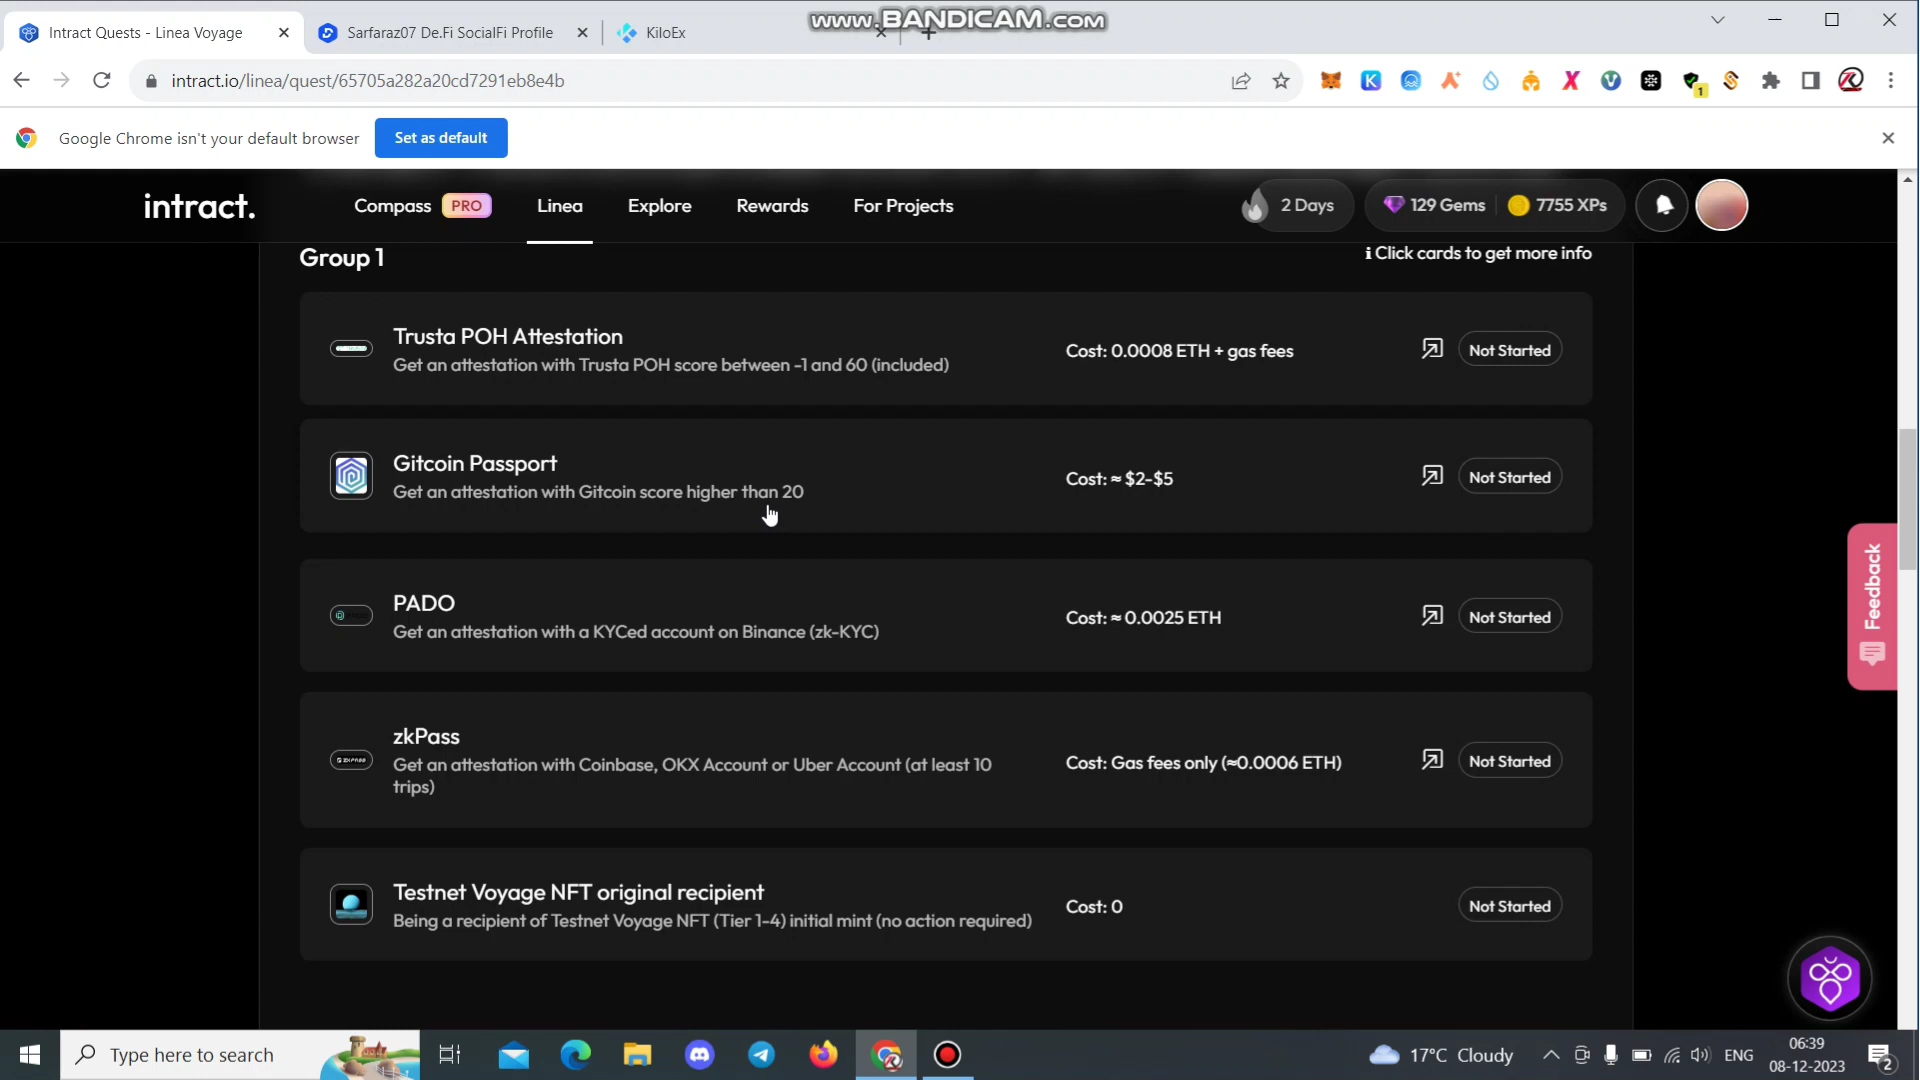 www.BANDICAM.com
Intract Quests - Linea Voyage
Sarfaraz07 De.Fi SocialFi Profile
KiloEx
intract.io/linea/quest/65705a282a20cd7291eb8e4b
1
Google Chrome isn't your default browser
Set as default
intract.
Compass PRO
Linea
Explore
Rewards
For Projects
2 Days
129 Gems
7755 XPs
Group 1
Click cards to get more info
Trusta POH Attestation
Get an attestation with Trusta POH score between -1 and 60 (included)
Cost: 0.0008 ETH + gas fees
Not Started
Gitcoin Passport
Get an attestation with Gitcoin score higher than 20
Cost: ≈ $2-$5
Not Started
PADO
Get an attestation with a KYCed account on Binance (zk-KYC)
Cost: ≈ 0.0025 ETH
Not Started
zkPass
Get an attestation with Coinbase, OKX Account or Uber Account (at least 10
trips)
Cost: Gas fees only (≈0.0006 ETH)
Not Started
Testnet Voyage NFT original recipient
Being a recipient of Testnet Voyage NFT (Tier 1-4) initial mint (no action required)
Cost: 0
Not Started
Feedback
Type here to search
17°C Cloudy
ENG
06:39
08-12-2023
2